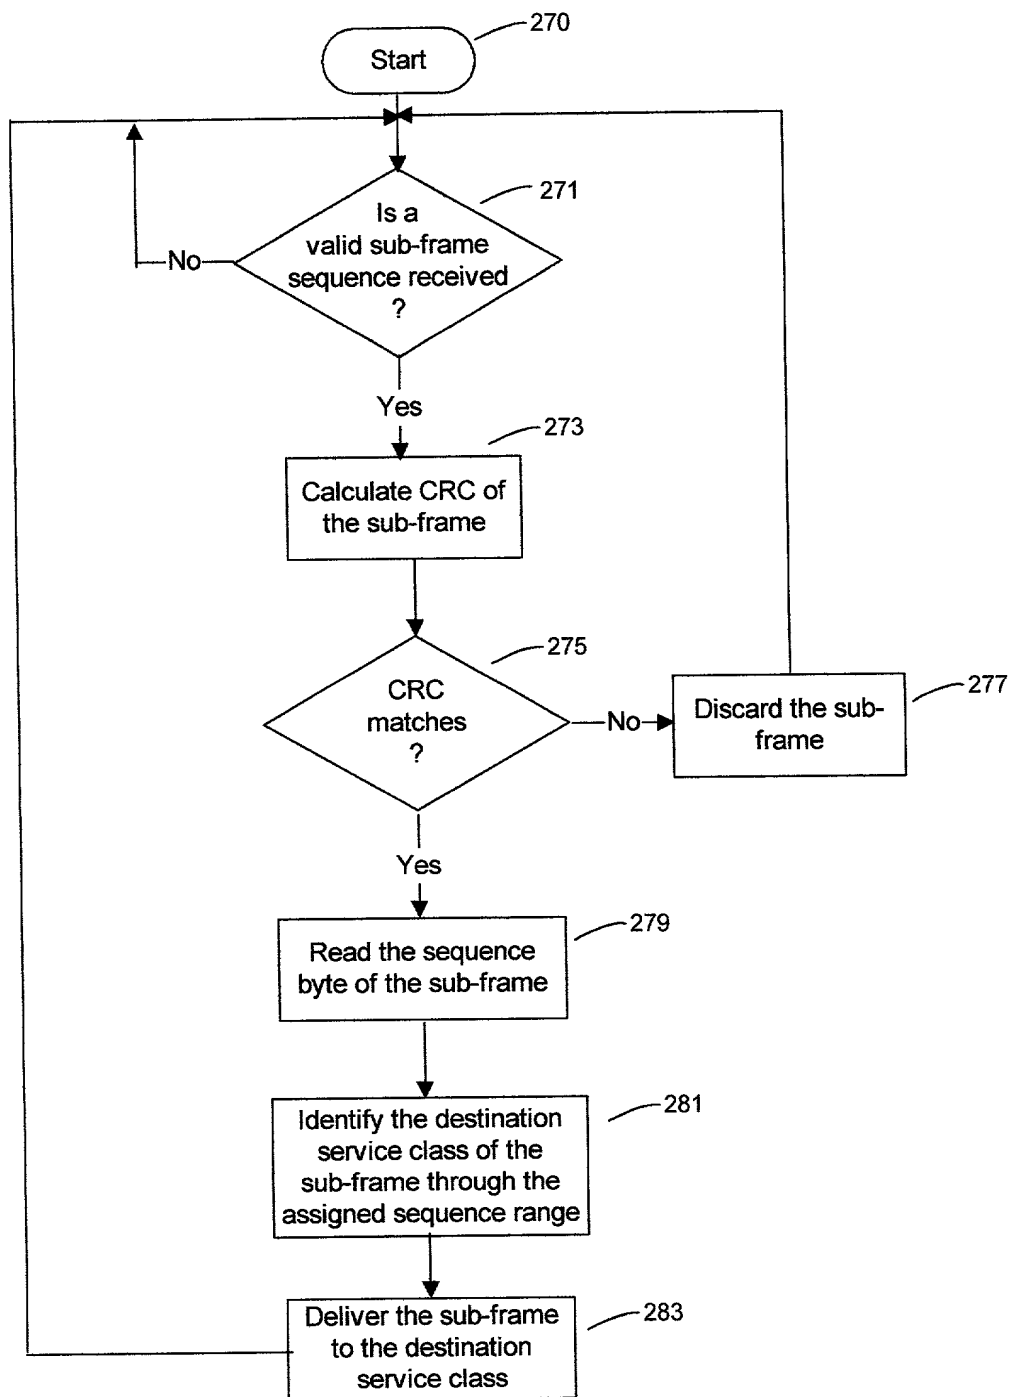 270
Start
271
Is a
valid sub-frame
sequence received
?
No
Yes
273
Calculate CRC of
the sub-frame
275
CRC
matches
?
No
277
Discard the sub-
frame
Yes
279
Read the sequence
byte of the sub-frame
281
Identify the destination
service class of the
sub-frame through the
assigned sequence range
283
Deliver the sub-frame
to the destination
service class